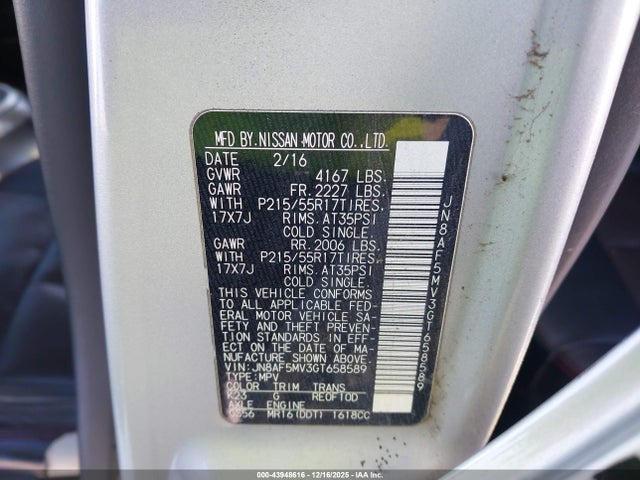 MFD BY.NISSAN MOTOR CO.,LTD.
DATE 2/16
GVWR 4167 LBS.
GAWR FR. 2227 LBS.
WITH P215/55R17TIRES.
17X7J RIMS. AT35PSI
COLD SINGLE.
GAWR RR. 2006 LBS.
WITH P215/55R17TIRES.
17X7J RIMS. AT35PSI
COLD SINGLE.
THIS VEHICLE CONFORMS
TO ALL APPLICABLE FED-
ERAL MOTOR VEHICLE SA-
FETY AND THEFT PREVEN-
TION STANDARDS IN EFF-
ECT ON THE DATE OF MA-
NUFACTURE SHOWN ABOVE.
VIN:JN8AF5MV3GT658589
TYPE:MPV
COLOR TRIM TRANS
K23 G RE0F10D
AXLE ENGINE
MR16(DDT) 1618CC
JN8AF5MV3GT658589
000-43948616 - 12/16/2025 - IAAI.COM